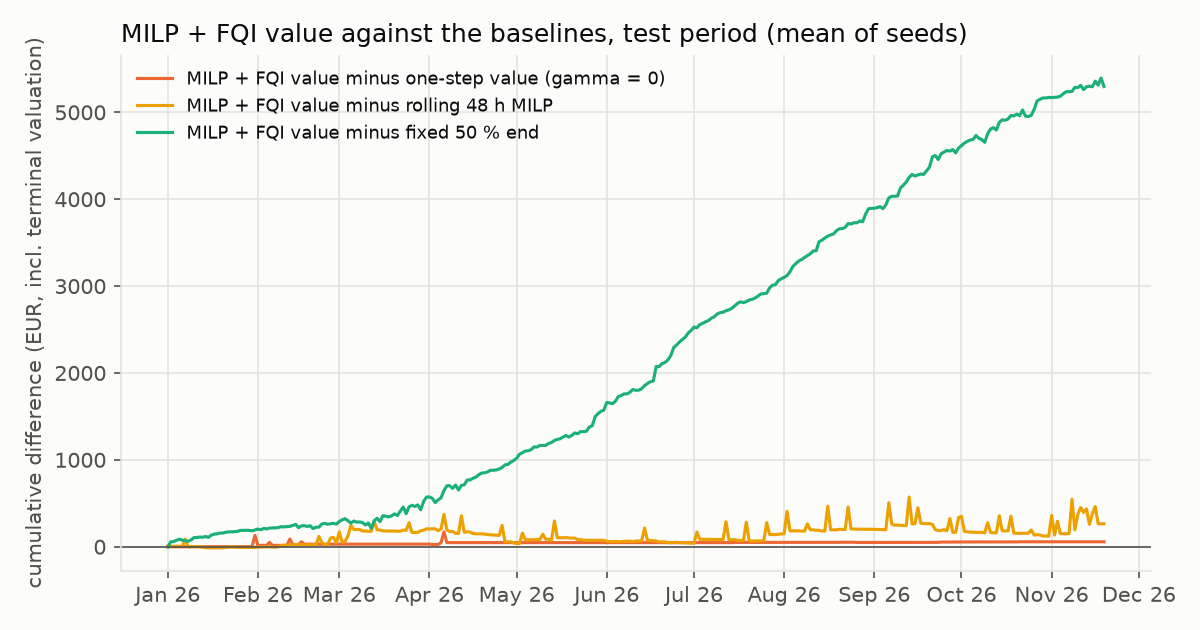 MILP + FQI value against the baselines, test period (mean of seeds)
MILP + FQI value minus one-step value (gamma = 0)
MILP + FQI value minus rolling 48 h MILP
MILP + FQI value minus fixed 50 % end
cumulative difference (EUR, incl. terminal valuation)
5000
4000
3000
2000
1000
0
Jan 26 Feb 26 Mar 26 Apr 26 May 26 Jun 26 Jul 26 Aug 26 Sep 26 Oct 26 Nov 26 Dec 26